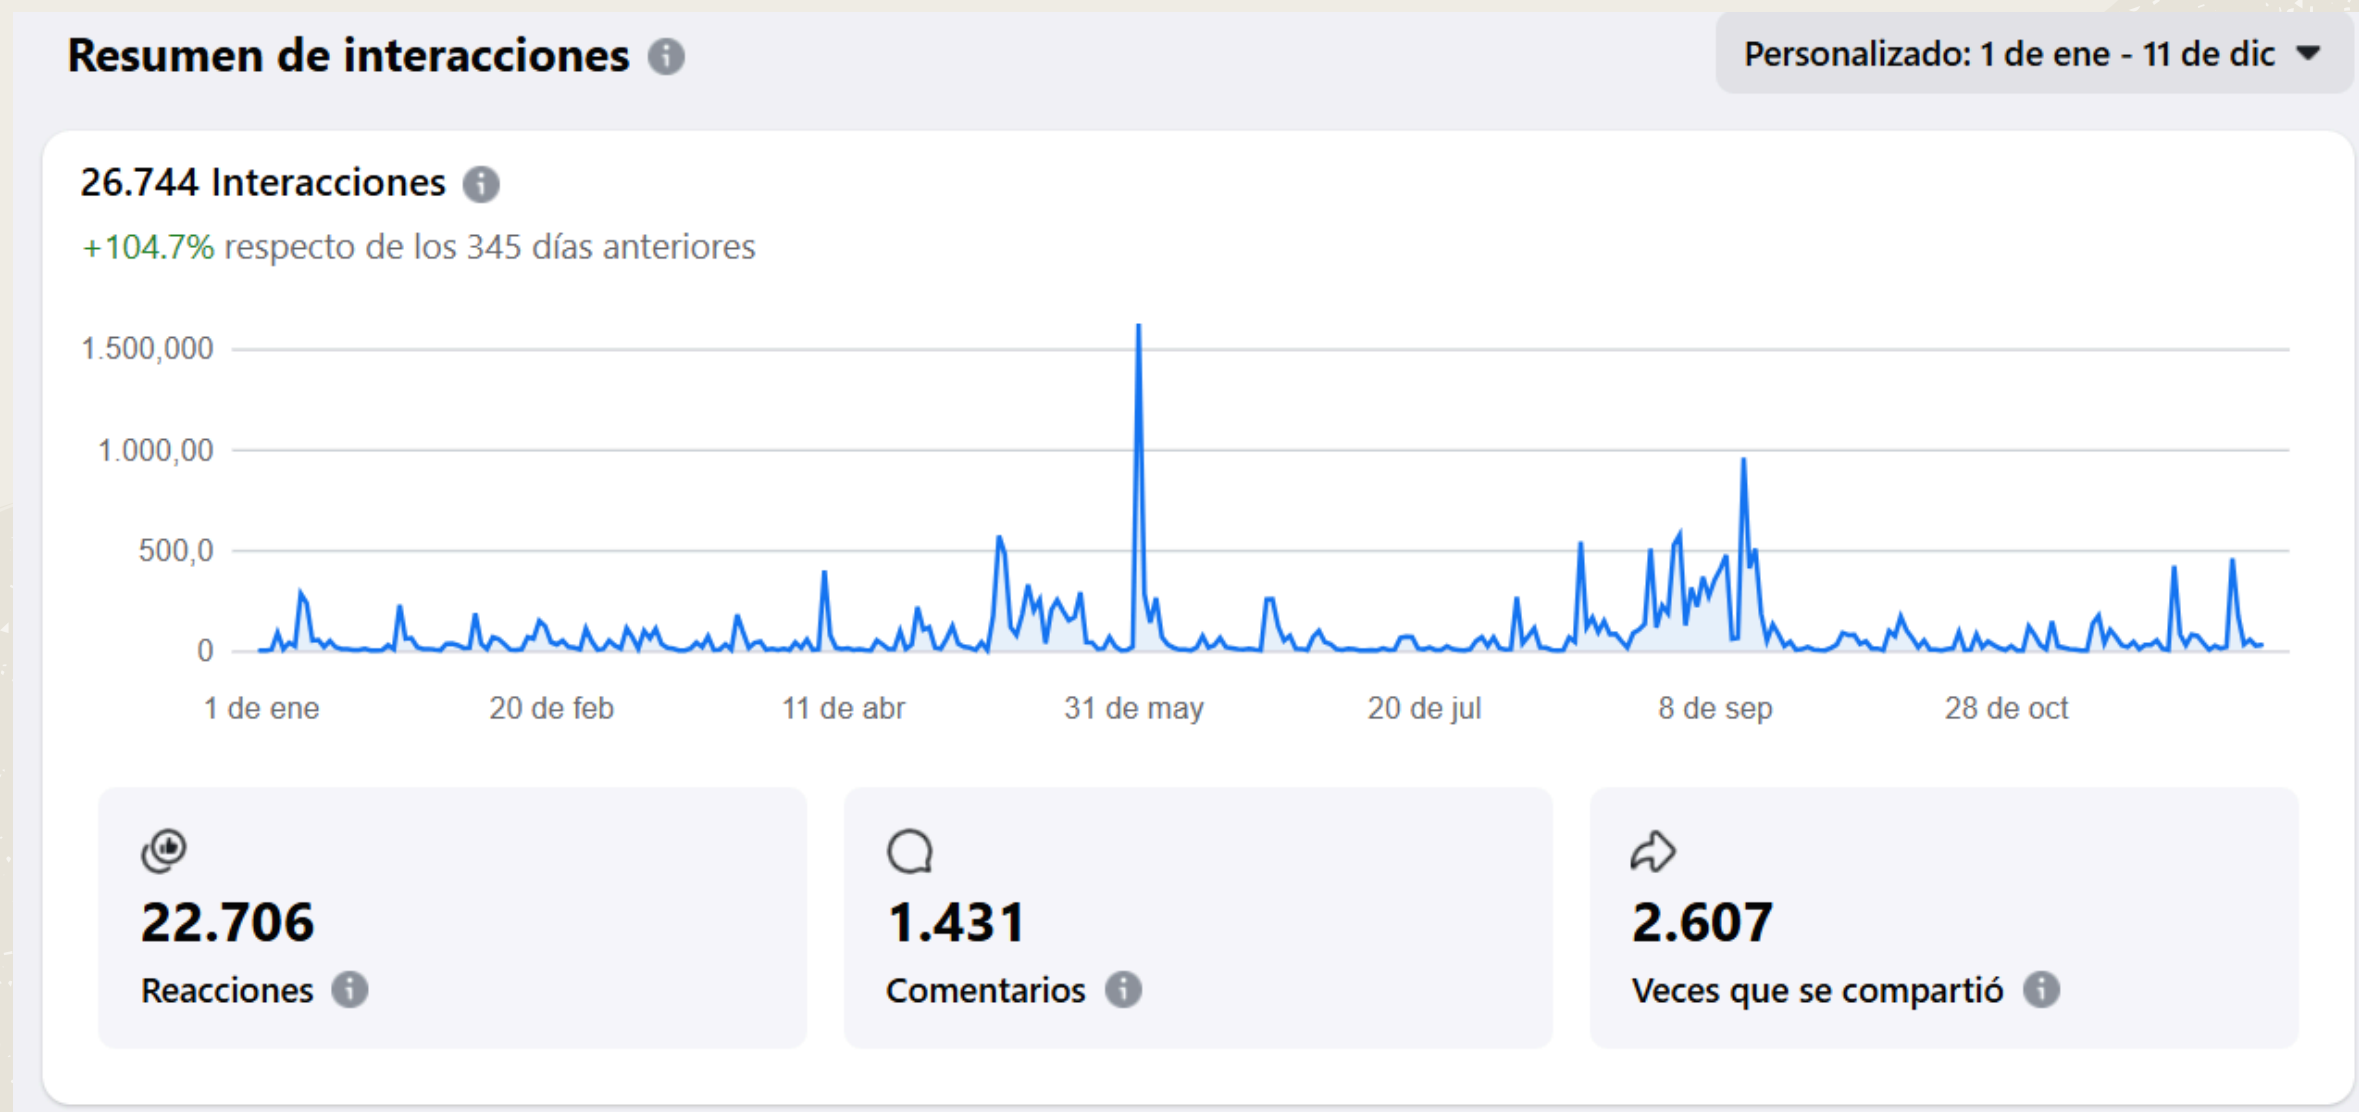 Resumen de interacciones
Personalizado: 1 de ene - 11 de dic
26.744 Interacciones
+104.7% respecto de los 345 días anteriores
1.500,000
1.000,00
500,0
0
1 de ene 20 de feb 11 de abr 31 de may 20 de jul 8 de sep 28 de oct
22.706
Reacciones
1.431
Comentarios
2.607
Veces que se compartió